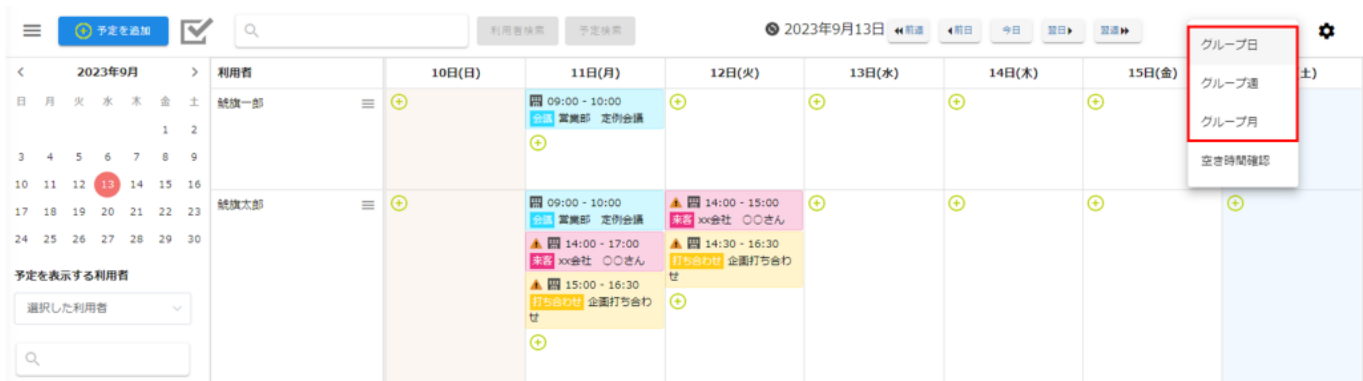 予定を追加
利用者検索
予定検索
2023年9月13日
前週
前日
今日
翌日
翌週
グループ日
グループ週
グループ月
空き時間確認
< 2023年9月 >
日 月 火 水 木 金 土
1 2
3 4 5 6 7 8 9
10 11 12 13 14 15 16
17 18 19 20 21 22 23
24 25 26 27 28 29 30
予定を表示する利用者
選択した利用者
利用者 10日(日) 11日(月) 12日(火) 13日(水) 14日(木) 15日(金) 土)
鯱旗一郎
09:00 - 10:00
会議 営業部 定例会議
鯱旗太郎
09:00 - 10:00
会議 営業部 定例会議
14:00 - 17:00
来客 xx会社 〇〇さん
15:00 - 16:30
打ち合わせ 企画打ち合わ
せ
14:00 - 15:00
来客 xx会社 〇〇さん
14:30 - 16:30
打ち合わせ 企画打ち合わ
せ